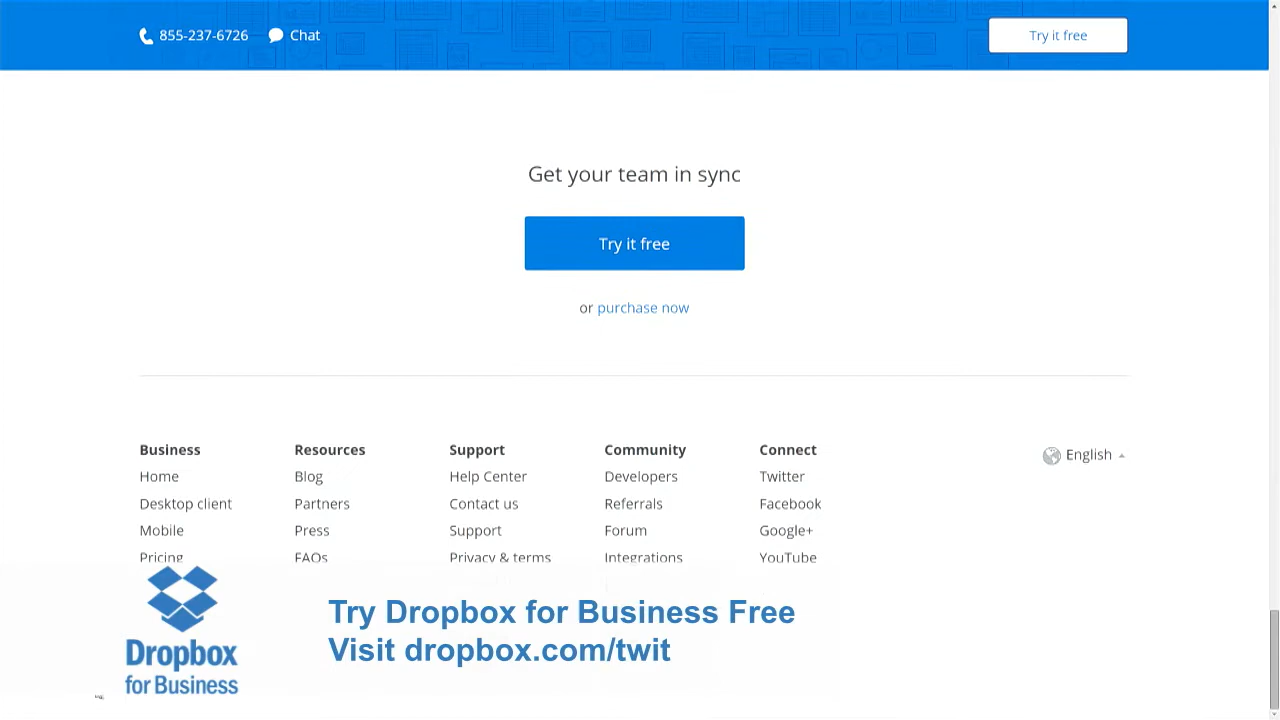 855-237-6726 Chat Try it free
Get your team in sync
Try it free
or purchase now
Business Resources Support Community Connect English
Home Blog Help Center Developers Twitter
Desktop client Partners Contact us Referrals Facebook
Mobile Press Support Forum Google+
Pricing FAQs Privacy & terms Integrations YouTube
Try Dropbox for Business Free
Visit dropbox.com/twit
Dropbox
for Business